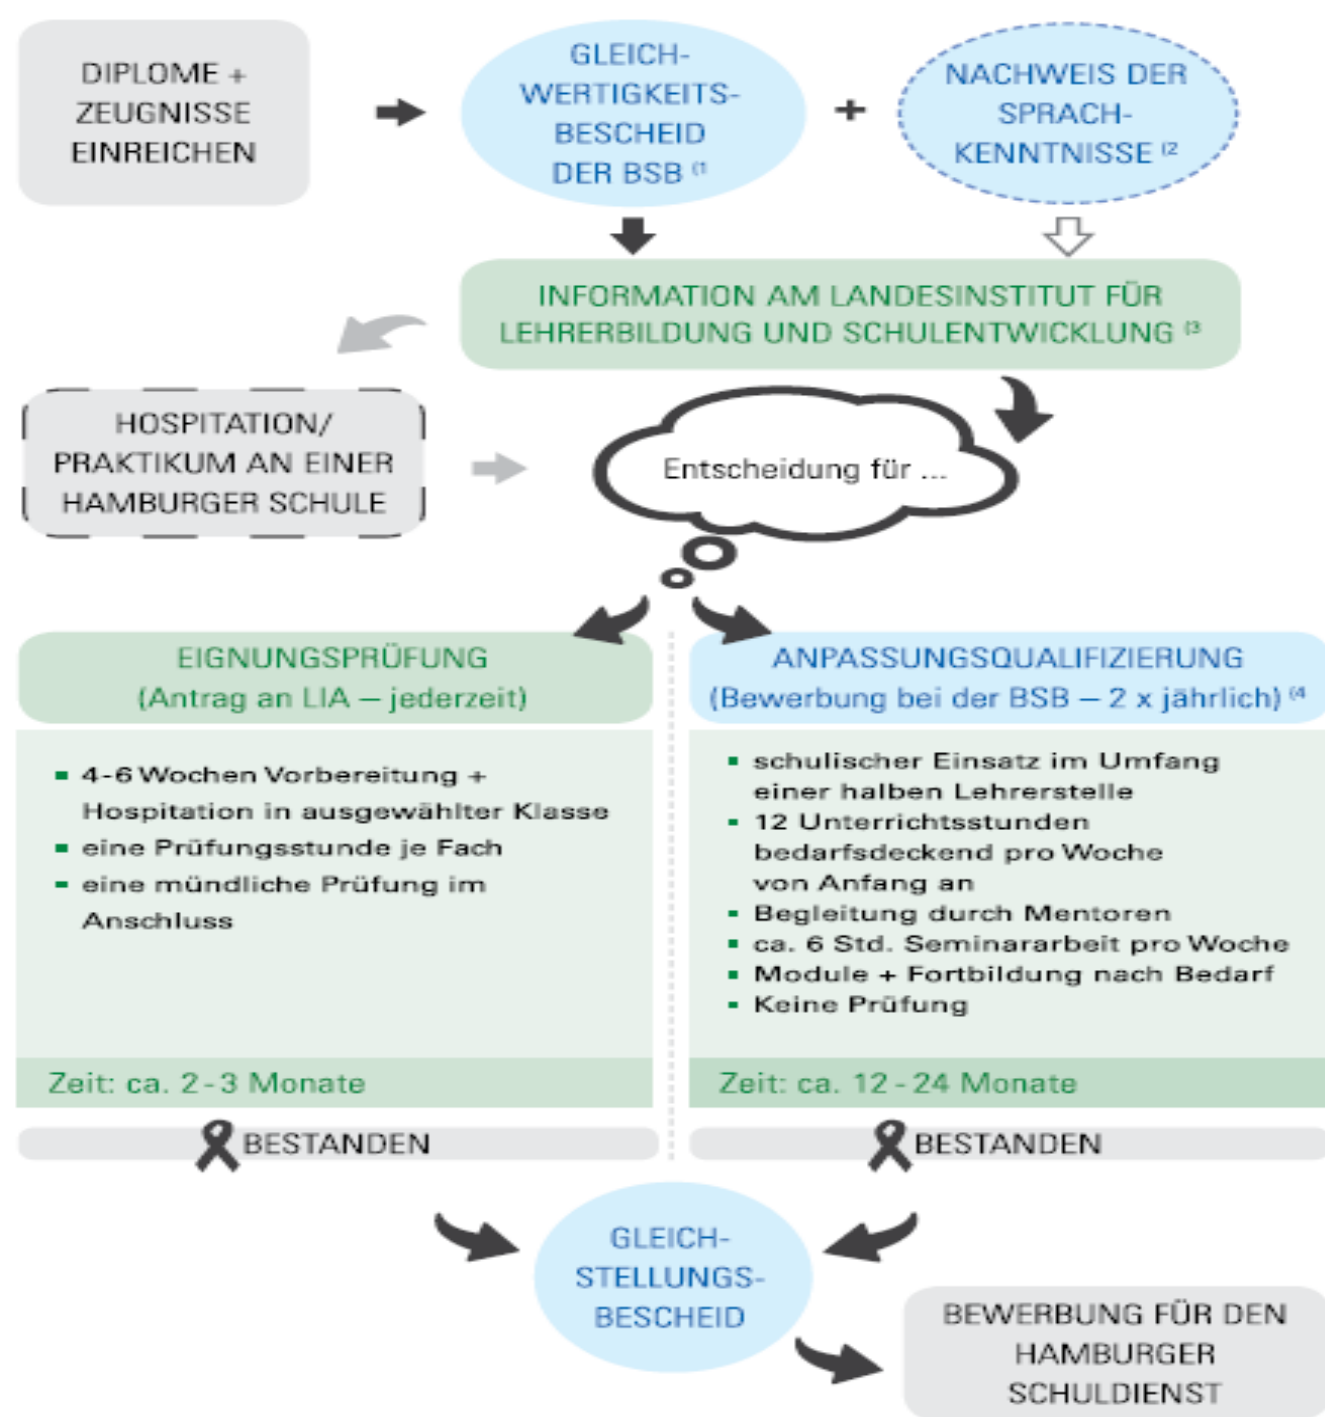 DIPLOME +
ZEUGNISSE
EINREICHEN
GLEICH-
WERTIGKEITS-
BESCHEID
DER BSB (1
+
NACHWEIS DER
SPRACH-
KENNTNISSE (2
INFORMATION AM LANDESINSTITUT FÜR
LEHRERBILDUNG UND SCHULENTWICKLUNG (3
HOSPITATION/
PRAKTIKUM AN EINER
HAMBURGER SCHULE
Entscheidung für ...
EIGNUNGSPRÜFUNG
(Antrag an LIA – jederzeit)
▪ 4-6 Wochen Vorbereitung +
Hospitation in ausgewählter Klasse
▪ eine Prüfungsstunde je Fach
▪ eine mündliche Prüfung im
Anschluss
Zeit: ca. 2-3 Monate
BESTANDEN
ANPASSUNGSQUALIFIZIERUNG
(Bewerbung bei der BSB – 2 x jährlich) (4
▪ schulischer Einsatz im Umfang
einer halben Lehrerstelle
▪ 12 Unterrichtsstunden
bedarfsdeckend pro Woche
von Anfang an
▪ Begleitung durch Mentoren
▪ ca. 6 Std. Seminararbeit pro Woche
▪ Module + Fortbildung nach Bedarf
▪ Keine Prüfung
Zeit: ca. 12-24 Monate
BESTANDEN
GLEICH-
STELLUNGS-
BESCHEID
BEWERBUNG FÜR DEN
HAMBURGER
SCHULDIENST